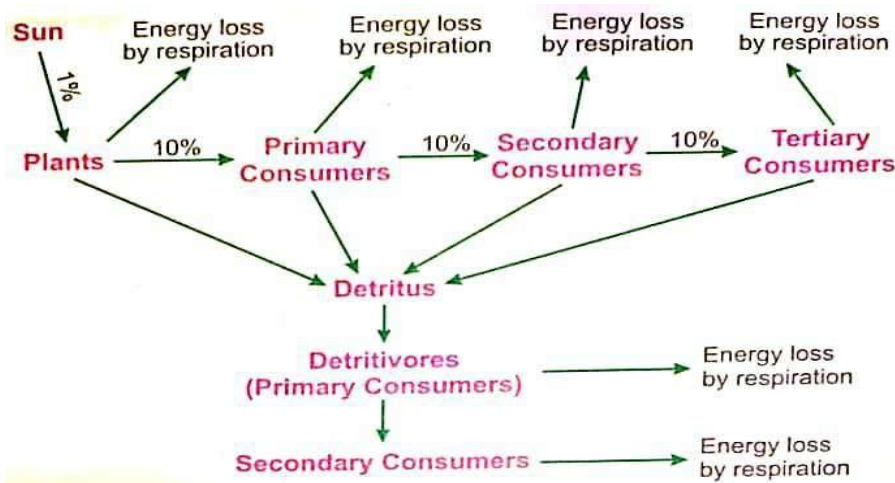 Sun
Energy loss
by respiration
Energy loss
by respiration
Energy loss
by respiration
Energy loss
by respiration
1%
Plants
10%
Primary
Consumers
10%
Secondary
Consumers
10%
Tertiary
Consumers
Detritus
Detritivores
(Primary Consumers)
Energy loss
by respiration
Secondary Consumers
Energy loss
by respiration